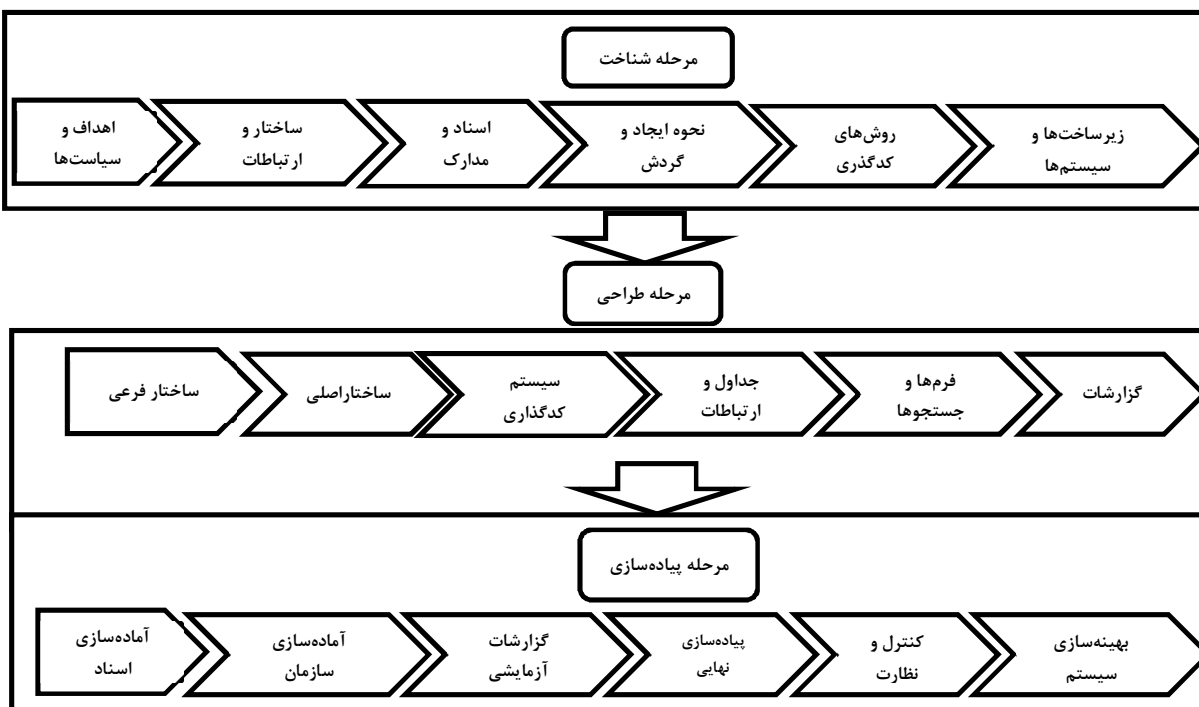 مرحله شناخت
اهداف و
سیاست‌ها
ساختار و
ارتباطات
اسناد و
مدارک
نحوه ایجاد و
گردش
روش‌های
کدگذری
زیرساخت‌ها و
سیستم‌ها
مرحله طراحی
ساختار فرعی
ساختاراصلی
سیستم
کدگذاری
جداول و
ارتباطات
فرم‌ها و
جستجوها
گزارشات
مرحله پیاده‌سازی
آماده‌سازی
اسناد
آماده‌سازی
سازمان
گزارشات
آزمایشی
پیاده‌سازی
نهایی
کنترل و
نظارت
بهینه‌سازی
سیستم